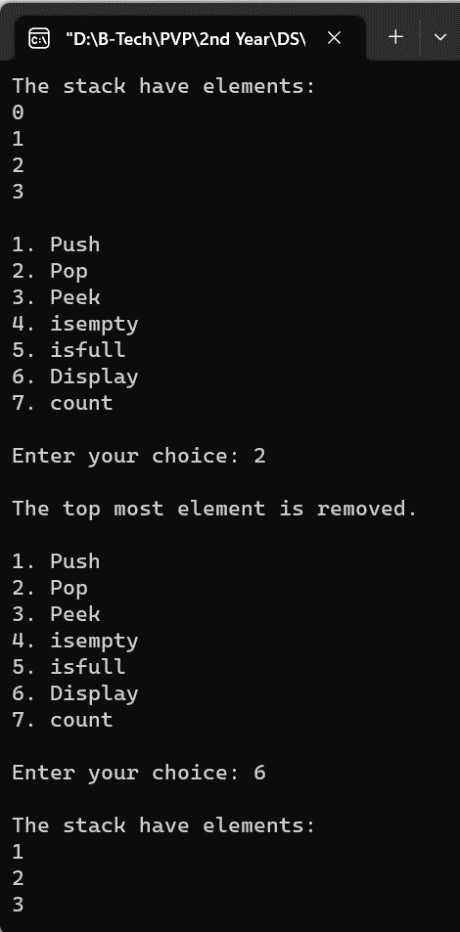 "D:\B-Tech\PVP\2nd Year\DS\
The stack have elements:
0
1
2
3
1. Push
2. Pop
3. Peek
4. isempty
5. isfull
6. Display
7. count
Enter your choice: 2
The top most element is removed.
1. Push
2. Pop
3. Peek
4. isempty
5. isfull
6. Display
7. count
Enter your choice: 6
The stack have elements:
1
2
3